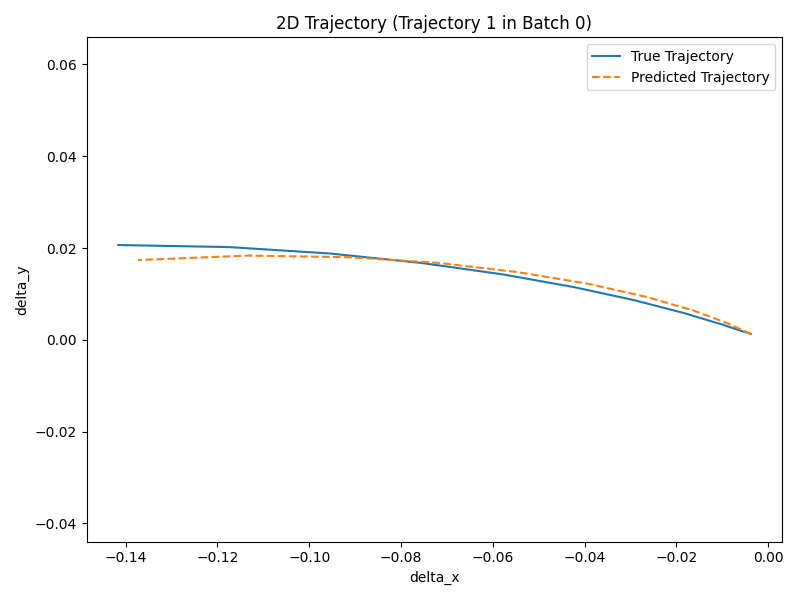 2D Trajectory (Trajectory 1 in Batch 0)
True Trajectory
Predicted Trajectory
delta_y
0.06
0.04
0.02
0.00
−0.02
−0.04
−0.14
−0.12
−0.10
−0.08
−0.06
−0.04
−0.02
0.00
delta_x